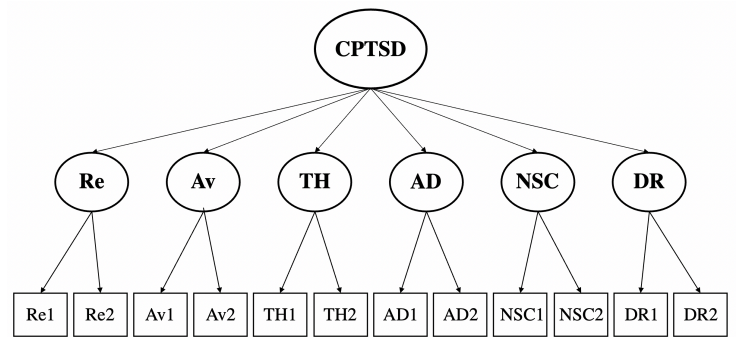 CPTSD
Re Av TH AD NSC DR
Re1 Re2 Av1 Av2 TH1 TH2 AD1 AD2 NSC1 NSC2 DR1 DR2